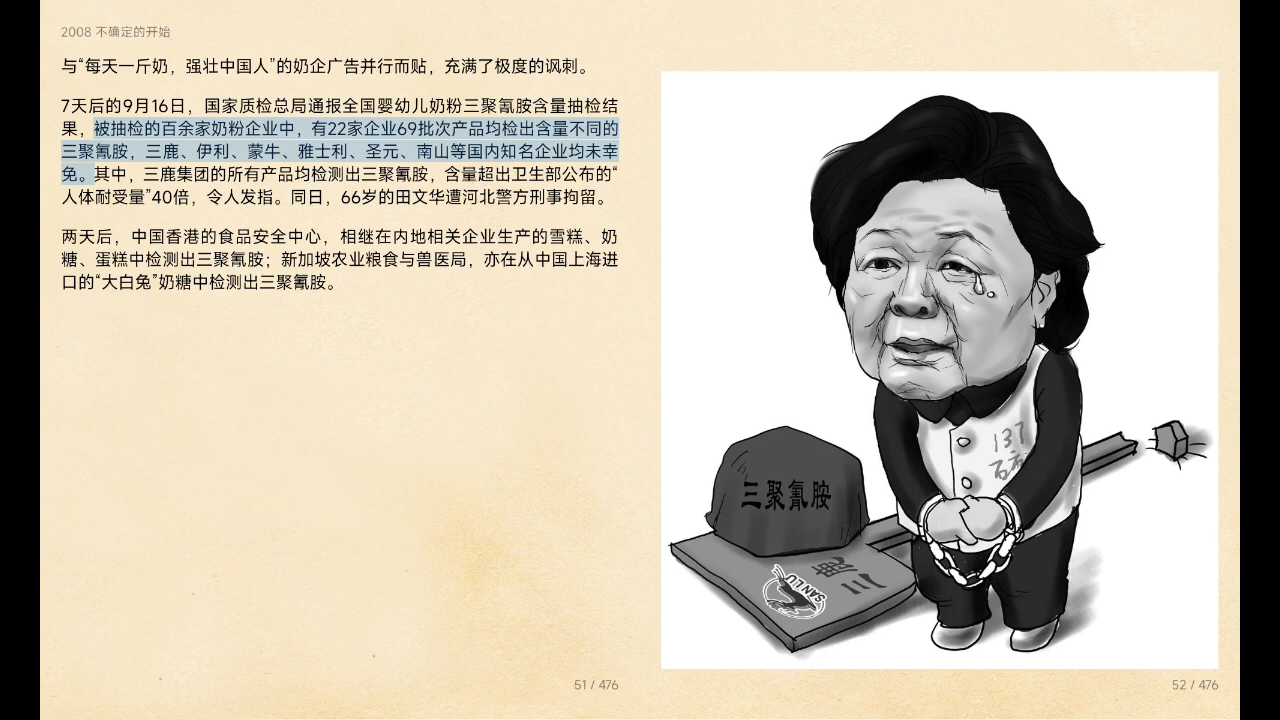 2008 不确定的开始
与“每天一斤奶，强壮中国人”的奶企广告并行而贴，充满了极度的讽刺。
7天后的9月16日，国家质检总局通报全国婴幼儿奶粉三聚氰胺含量抽检结
果，被抽检的百余家奶粉企业中，有22家企业69批次产品均检出含量不同的
三聚氰胺，三鹿、伊利、蒙牛、雅士利、圣元、南山等国内知名企业均未幸
免。其中，三鹿集团的所有产品均检测出三聚氰胺，含量超出卫生部公布的“
人体耐受量”40倍，令人发指。同日，66岁的田文华遭河北警方刑事拘留。
两天后，中国香港的食品安全中心，相继在内地相关企业生产的雪糕、奶
糖、蛋糕中检测出三聚氰胺；新加坡农业粮食与兽医局，亦在从中国上海进
口的“大白兔”奶糖中检测出三聚氰胺。
51 / 476
137
石
三聚氰胺
三鹿
SAN LU
52 / 476